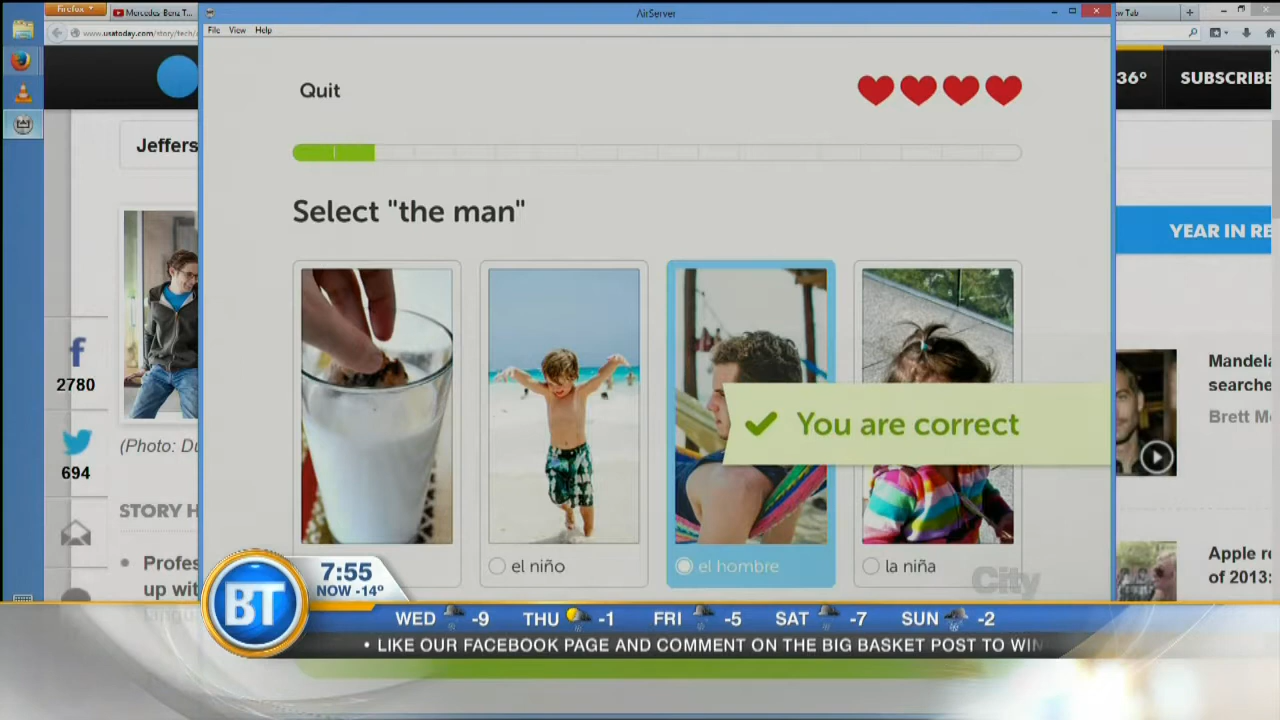 Firefox
Mercedes-Benz T...
AirServer
w Tab
www.usatoday.com/story/tech/
File View Help
Quit
36°
SUBSCRIBE
Jeffers
Select "the man"
YEAR IN RE
f
2780
694
(Photo: Du
You are correct
Mandela
searche
Brett M
STORY H
Profes
up wit
el niño
el hombre
la niña
City
Apple r
of 2013:
BT
7:55
NOW -14°
WED -9 THU -1 FRI -5 SAT -7 SUN -2
• LIKE OUR FACEBOOK PAGE AND COMMENT ON THE BIG BASKET POST TO WIN